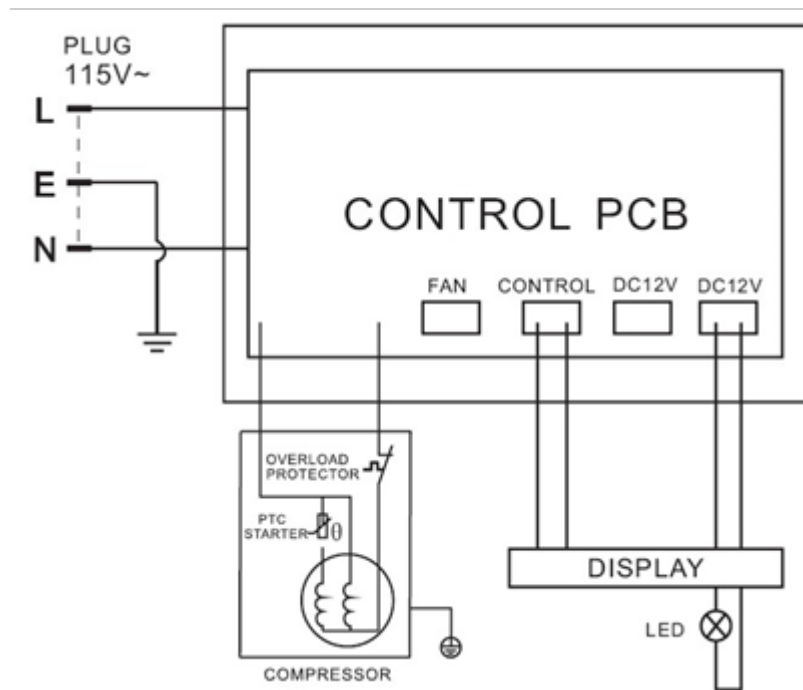 PLUG
115V~
L
E
N
CONTROL PCB
FAN
CONTROL
DC12V
DC12V
OVERLOAD
PROTECTOR
PTC
STARTER
θ
COMPRESSOR
DISPLAY
LED